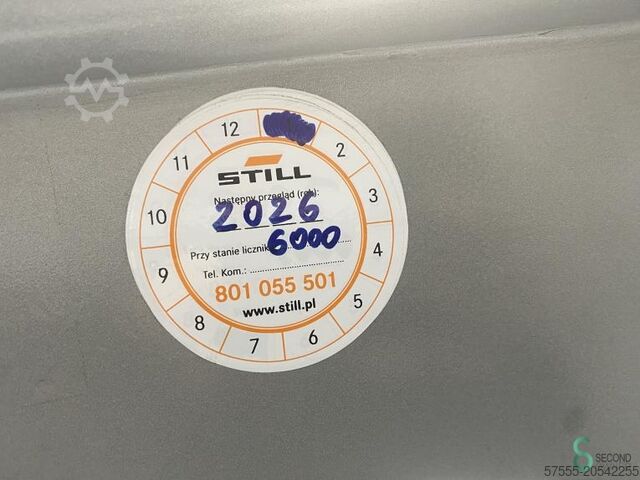 12
2
3
4
5
6
7
8
9
10
11
STILL
Następny przegląd (rok):
2026
Przy stanie licznika 6000
Tel. Kom.:
801 055 501
www.still.pl
SECOND
57555-20542255